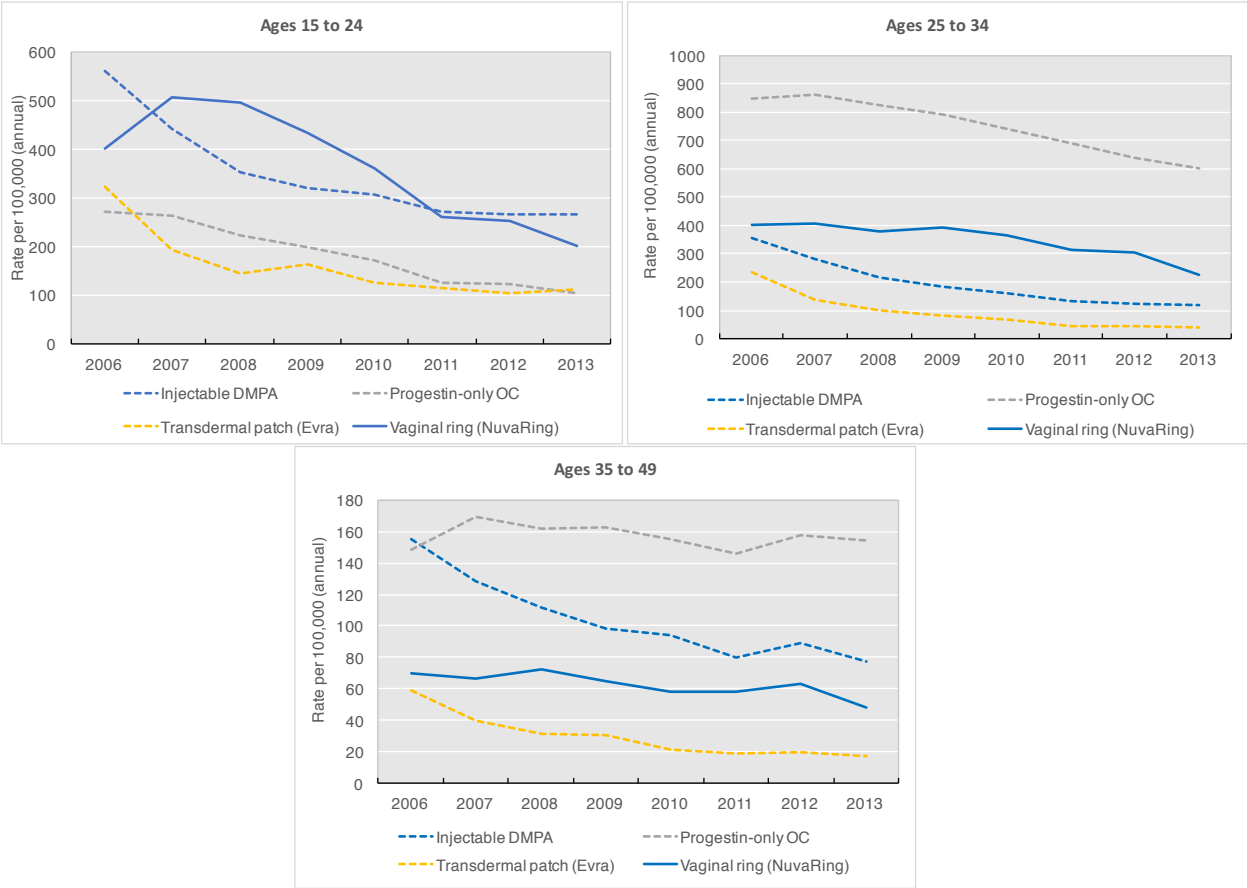 Ages 15 to 24
Rate per 100,000 (annual)
600
500
400
300
200
100
0
2006 2007 2008 2009 2010 2011 2012 2013
Injectable DMPA Progestin-only OC
Transdermal patch (Evra) Vaginal ring (NuvaRing)
Ages 25 to 34
Rate per 100,000 (annual)
1000
900
800
700
600
500
400
300
200
100
0
2006 2007 2008 2009 2010 2011 2012 2013
Injectable DMPA Progestin-only OC
Transdermal patch (Evra) Vaginal ring (NuvaRing)
Ages 35 to 49
Rate per 100,000 (annual)
180
160
140
120
100
80
60
40
20
0
2006 2007 2008 2009 2010 2011 2012 2013
Injectable DMPA Progestin-only OC
Transdermal patch (Evra) Vaginal ring (NuvaRing)